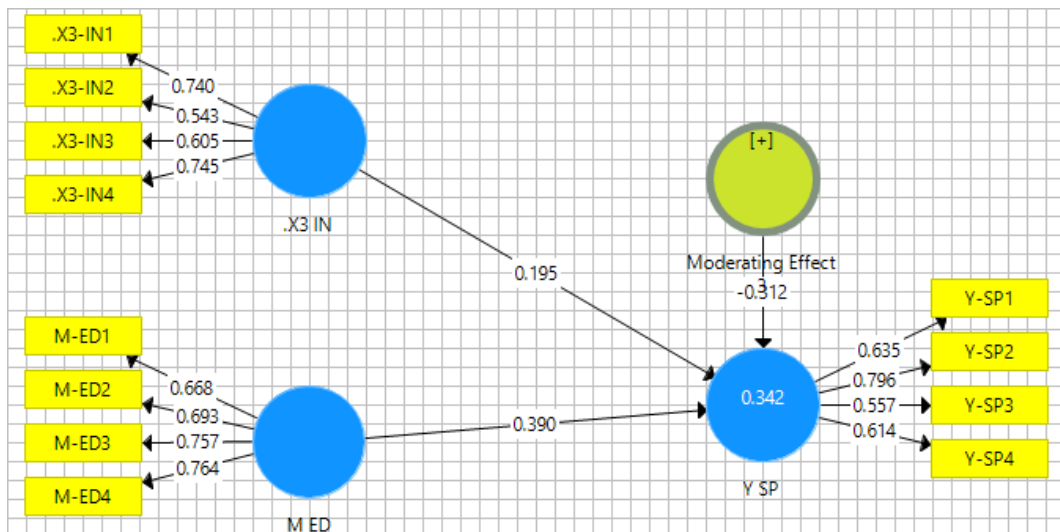 .X3-IN1
.X3-IN2
.X3-IN3
.X3-IN4
0.740
0.543
0.605
0.745
.X3 IN
[+]
Moderating Effect
3
-0.312
0.195
M-ED1
M-ED2
M-ED3
M-ED4
0.668
0.693
0.757
0.764
M ED
0.390
0.342
Y SP
0.635
0.796
0.557
0.614
Y-SP1
Y-SP2
Y-SP3
Y-SP4